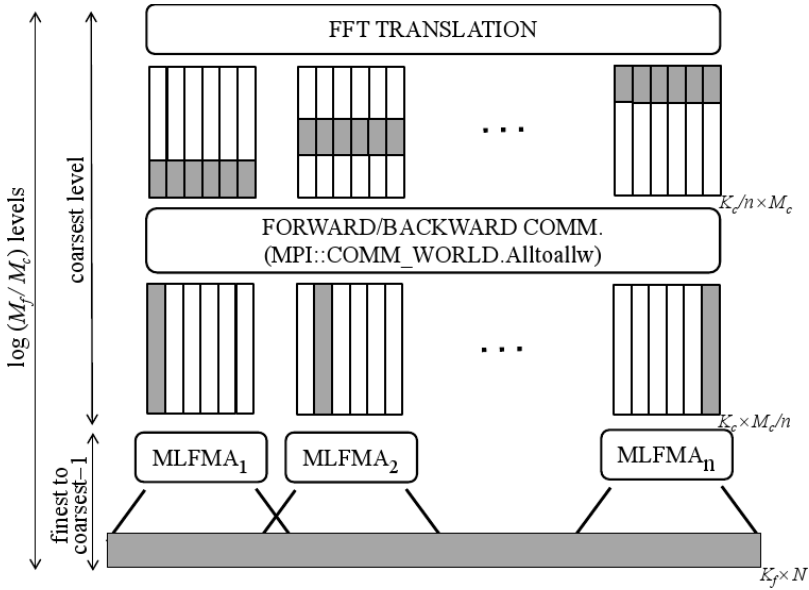 FFT TRANSLATION
. . .
K_c/n×M_c
FORWARD/BACKWARD COMM.
(MPI::COMM_WORLD.Alltoallw)
. . .
K_c×M_c/n
MLFMA_1
MLFMA_2
MLFMA_n
K_f×N
log (M_f/ M_c) levels
coarsest level
finest to
coarsest−1